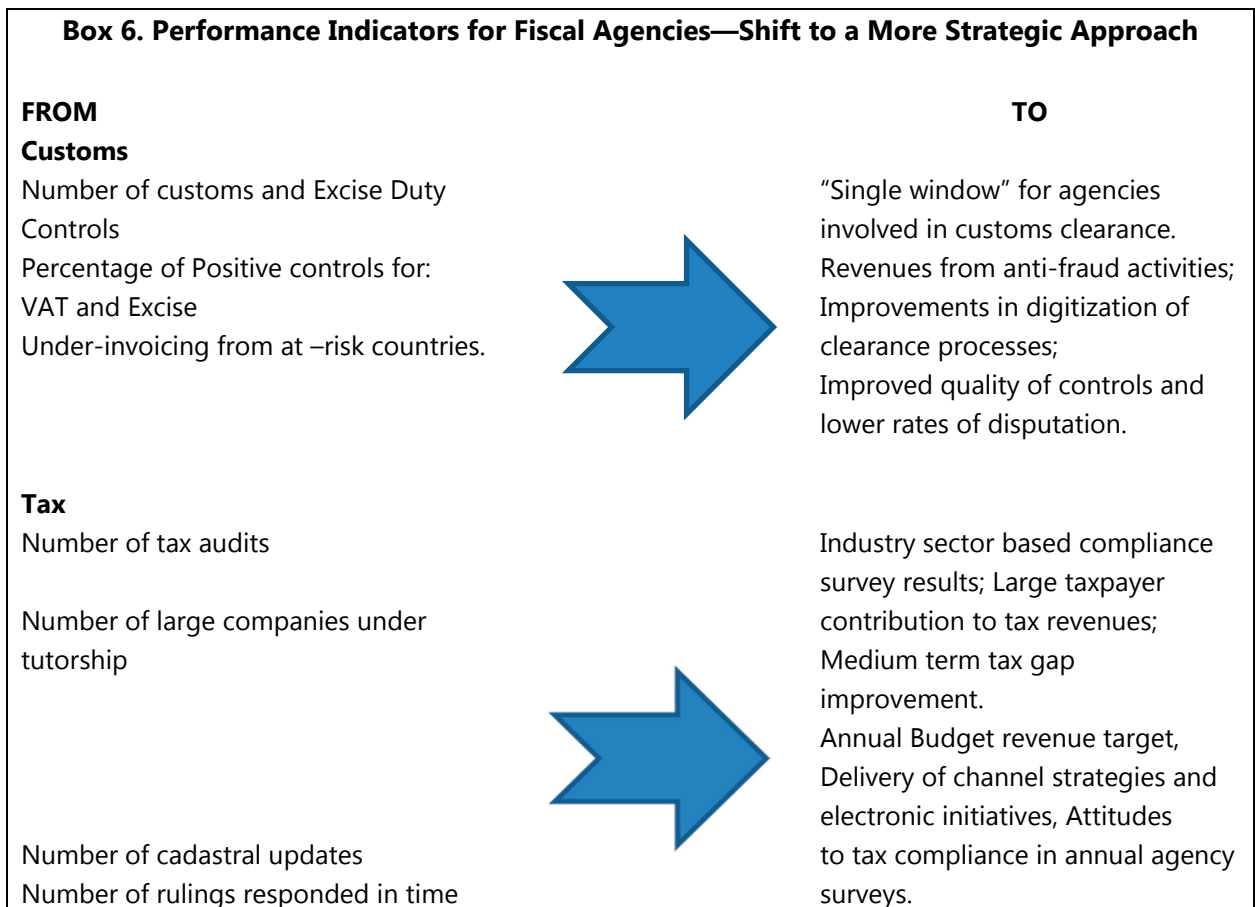 Box 6. Performance Indicators for Fiscal Agencies—Shift to a More Strategic Approach
FROM
TO
Customs
Number of customs and Excise Duty
Controls
Percentage of Positive controls for:
VAT and Excise
Under-invoicing from at –risk countries.
“Single window” for agencies
involved in customs clearance.
Revenues from anti-fraud activities;
Improvements in digitization of
clearance processes;
Improved quality of controls and
lower rates of disputation.
Tax
Number of tax audits
Number of large companies under
tutorship
Number of cadastral updates
Number of rulings responded in time
Industry sector based compliance
survey results; Large taxpayer
contribution to tax revenues;
Medium term tax gap
improvement.
Annual Budget revenue target,
Delivery of channel strategies and
electronic initiatives, Attitudes
to tax compliance in annual agency
surveys.